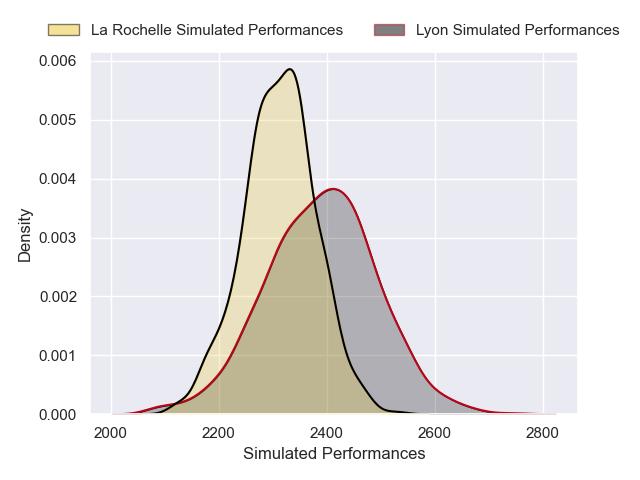 La Rochelle Simulated Performances Lyon Simulated Performances
0.006
0.005
0.004
0.003
0.002
0.001
0.000
Density
2000 2200 2400 2600 2800
Simulated Performances